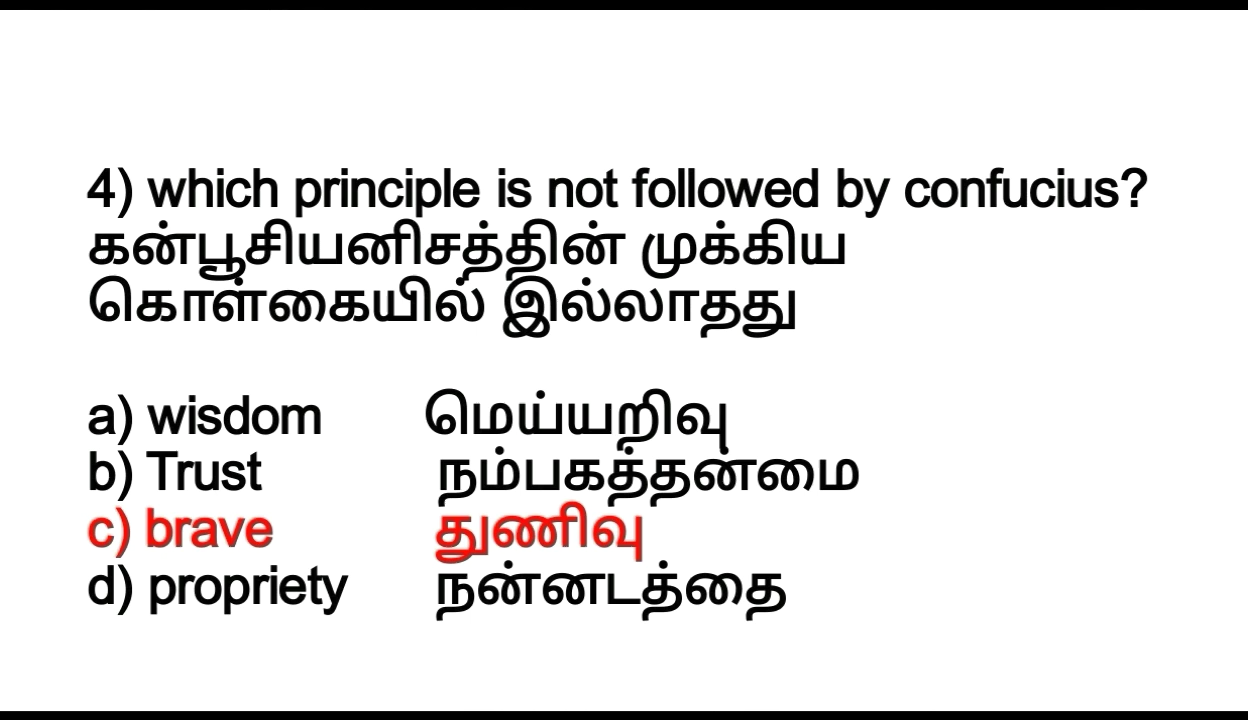 4) which principle is not followed by confucius?
கன்பூசியனிசத்தின் முக்கிய
கொள்கையில் இல்லாதது
a) wisdom மெய்யறிவு
b) Trust நம்பகத்தன்மை
c) brave துணிவு
d) propriety நன்னடத்தை